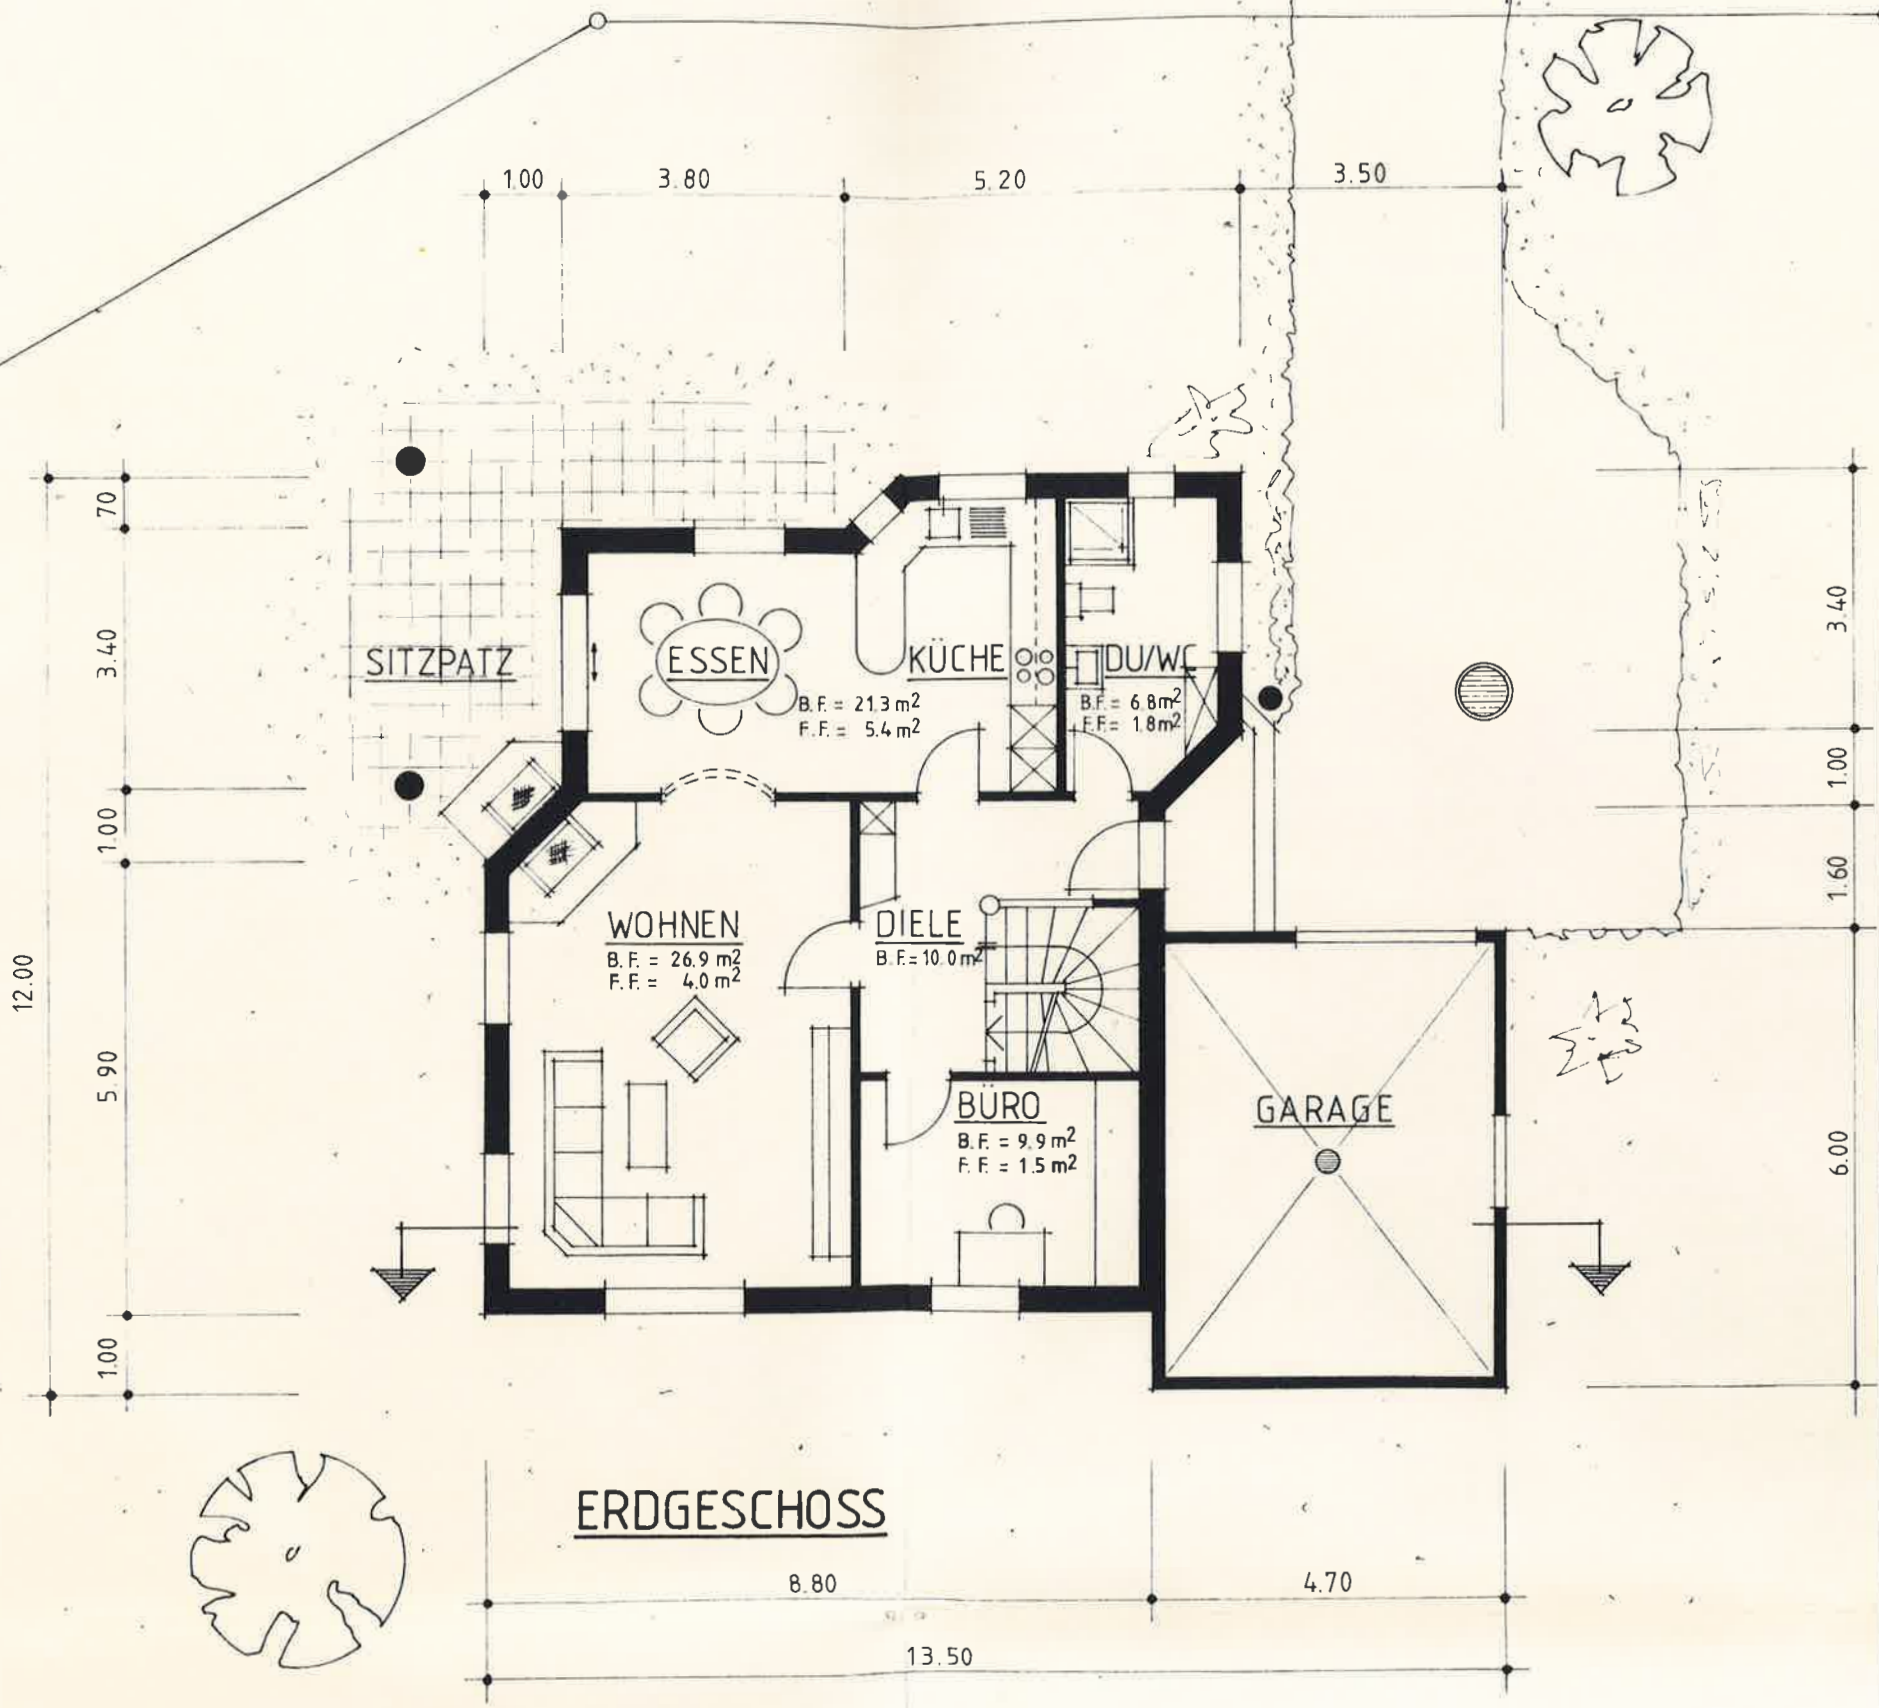 1.00 3.80 5.20 3.50
70
3.40
1.00
5.90
1.00
12.00
3.40
1.00
1.60
6.00
SITZPATZ
ESSEN
KÜCHE
B.F. = 21.3 m²
F.F. = 5.4 m²
DU/WC
B.F. = 6.8 m²
F.F. = 1.8 m²
WOHNEN
B.F. = 26.9 m²
F.F. = 4.0 m²
DIELE
B.F. = 10.0 m²
BÜRO
B.F. = 9.9 m²
F.F. = 1.5 m²
GARAGE
ERDGESCHOSS
8.80 4.70
13.50